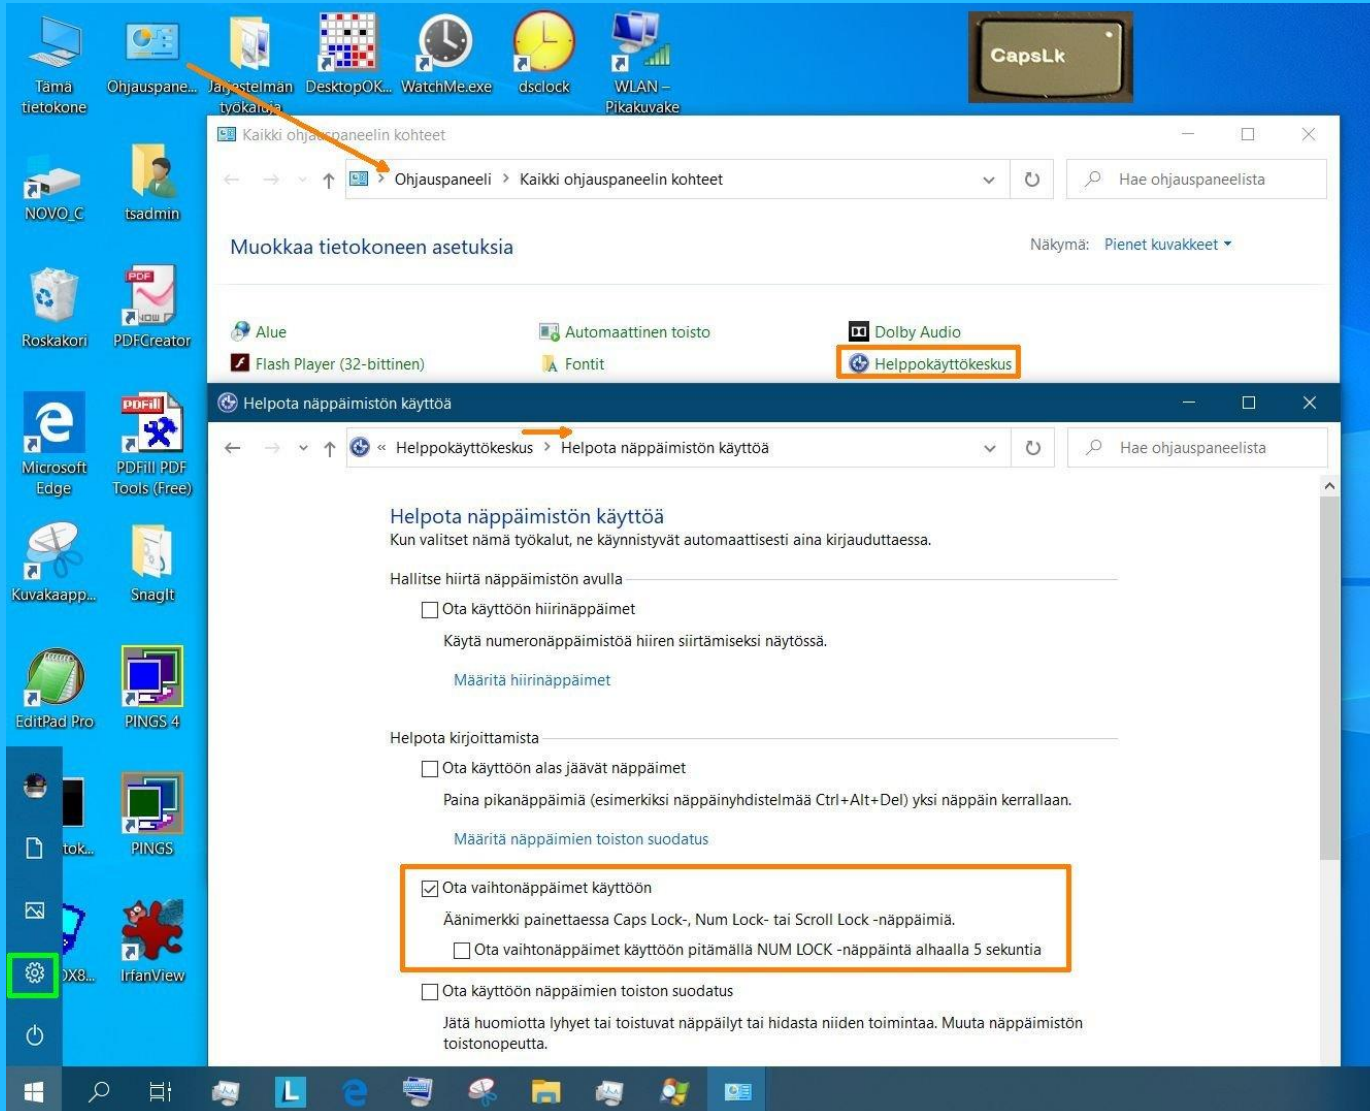 CapsLk
Tämä tietokone
Ohjauspane...
Järjestelmän työkaluja
DesktopOK...
WatchMe.exe
dsclock
WLAN – Pikakuvake
NOVO_C
tsadmin
Roskakori
PDFCreator
Microsoft Edge
PDFill PDF Tools (Free)
Kuvakaapp...
SnagIt
EditPad Pro
PINGS 4
tok...
PINGS
OX8...
IrfanView
PDF
NOW
PDFill
Kaikki ohjauspaneelin kohteet
Ohjauspaneeli > Kaikki ohjauspaneelin kohteet
Hae ohjauspaneelista
Muokkaa tietokoneen asetuksia
Näkymä: Pienet kuvakkeet
Alue
Automaattinen toisto
Dolby Audio
Flash Player (32-bittinen)
Fontit
Helppokäyttökeskus
Helpota näppäimistön käyttöä
« Helppokäyttökeskus > Helpota näppäimistön käyttöä
Hae ohjauspaneelista
Helpota näppäimistön käyttöä
Kun valitset nämä työkalut, ne käynnistyvät automaattisesti aina kirjauduttaessa.
Hallitse hiirtä näppäimistön avulla
Ota käyttöön hiirinäppäimet
Käytä numeronäppäimistöä hiiren siirtämiseksi näytössä.
Määritä hiirinäppäimet
Helpota kirjoittamista
Ota käyttöön alas jäävät näppäimet
Paina pikanäppäimiä (esimerkiksi näppäinyhdistelmää Ctrl+Alt+Del) yksi näppäin kerrallaan.
Määritä näppäimien toiston suodatus
Ota vaihtonäppäimet käyttöön
Äänimerkki painettaessa Caps Lock-, Num Lock- tai Scroll Lock -näppäimiä.
Ota vaihtonäppäimet käyttöön pitämällä NUM LOCK -näppäintä alhaalla 5 sekuntia
Ota käyttöön näppäimien toiston suodatus
Jätä huomiotta lyhyet tai toistuvat näppäilyt tai hidasta niiden toimintaa. Muuta näppäimistön
toistonopeutta.